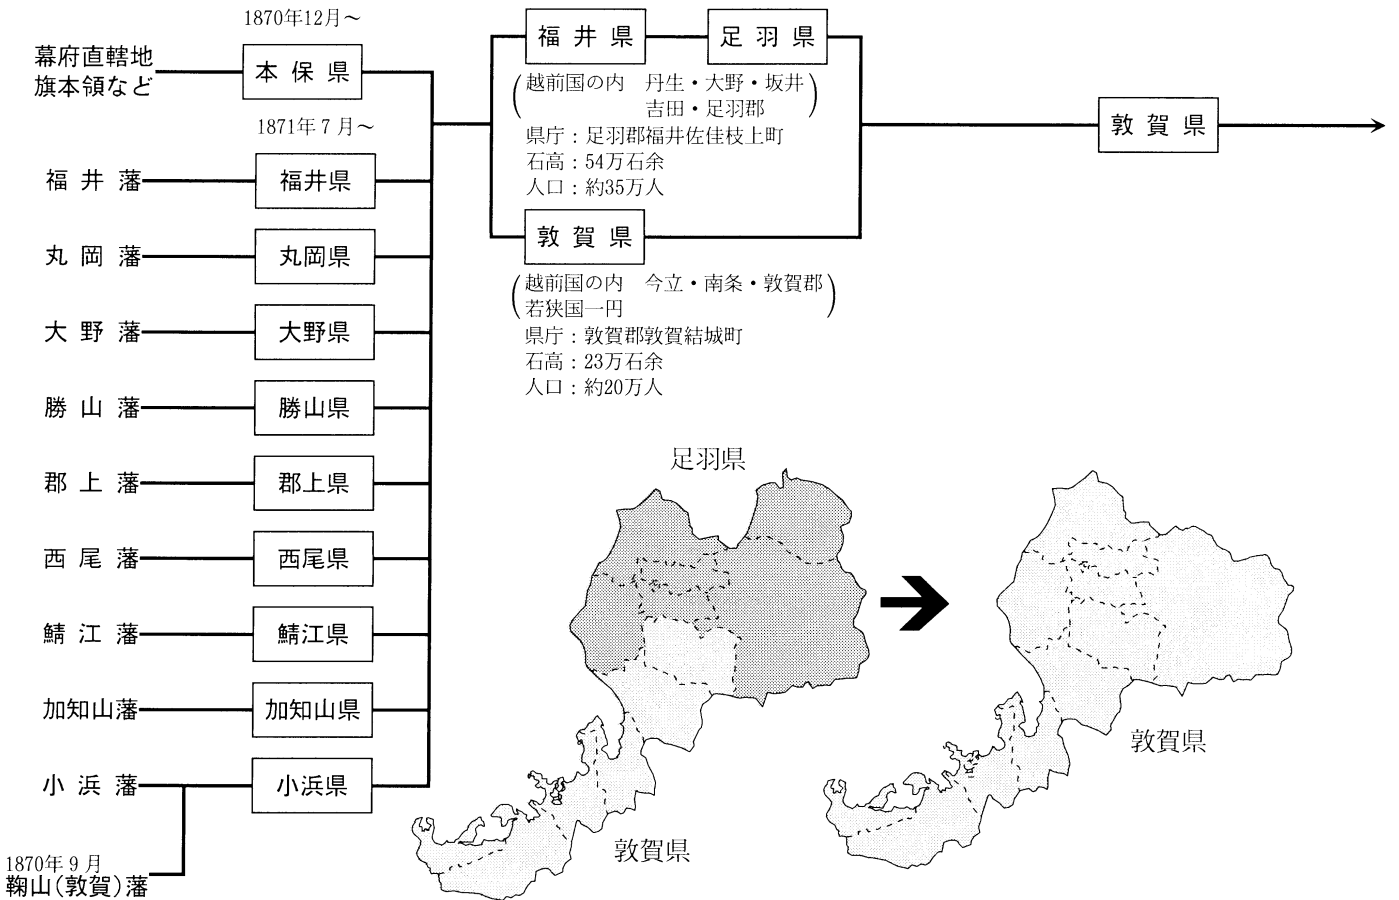 1870年12月～
幕府直轄地
旗本領など
本保県
1871年7月～
福井藩
福井県
丸岡藩
丸岡県
大野藩
大野県
勝山藩
勝山県
郡上藩
郡上県
西尾藩
西尾県
鯖江藩
鯖江県
加知山藩
加知山県
小浜藩
小浜県
1870年9月
鞠山(敦賀)藩
福井県
足羽県
(越前国の内　丹生・大野・坂井
吉田・足羽郡)
県庁：足羽郡福井佐佳枝上町
石高：54万石余
人口：約35万人
敦賀県
(越前国の内　今立・南条・敦賀郡
若狭国一円)
県庁：敦賀郡敦賀結城町
石高：23万石余
人口：約20万人
敦賀県
足羽県
敦賀県
敦賀県